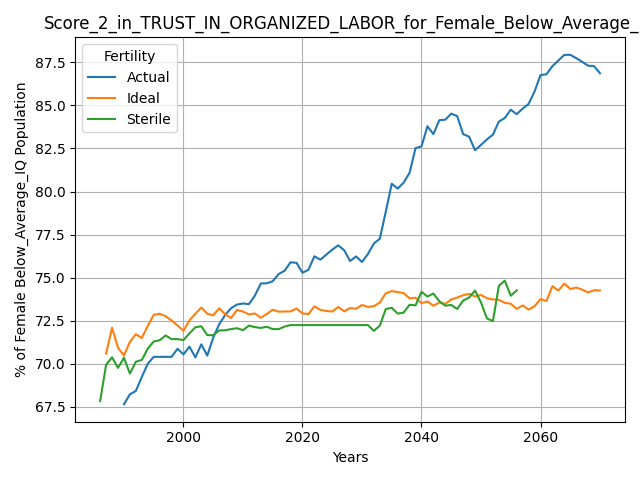 Score_2_in_TRUST_IN_ORGANIZED_LABOR_for_Female_Below_Average_
Fertility
Actual
Ideal
Sterile
% of Female Below_Average_IQ Population
87.5
85.0
82.5
80.0
77.5
75.0
72.5
70.0
67.5
2000
2020
2040
2060
Years